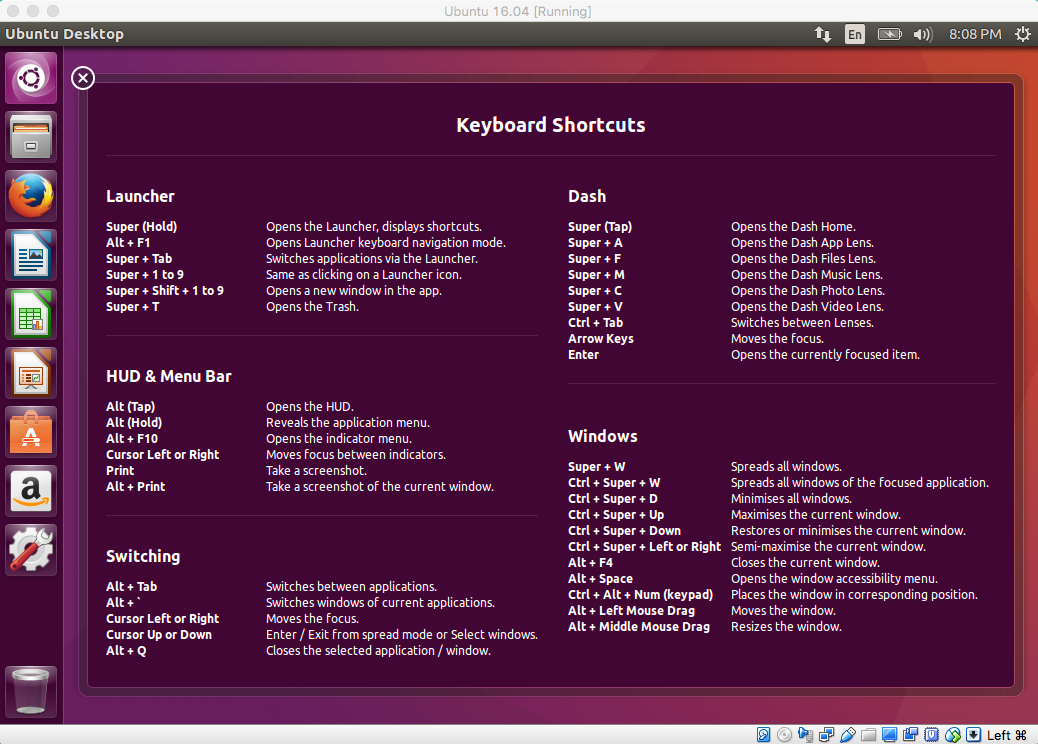 Ubuntu 16.04 [Running]
Ubuntu Desktop En 8:08 PM
Keyboard Shortcuts
Launcher
Super (Hold) Opens the Launcher, displays shortcuts.
Alt + F1 Opens Launcher keyboard navigation mode.
Super + Tab Switches applications via the Launcher.
Super + 1 to 9 Same as clicking on a Launcher icon.
Super + Shift + 1 to 9 Opens a new window in the app.
Super + T Opens the Trash.
HUD & Menu Bar
Alt (Tap) Opens the HUD.
Alt (Hold) Reveals the application menu.
Alt + F10 Opens the indicator menu.
Cursor Left or Right Moves focus between indicators.
Print Take a screenshot.
Alt + Print Take a screenshot of the current window.
Switching
Alt + Tab Switches between applications.
Alt + ` Switches windows of current applications.
Cursor Left or Right Moves the focus.
Cursor Up or Down Enter / Exit from spread mode or Select windows.
Alt + Q Closes the selected application / window.
Dash
Super (Tap) Opens the Dash Home.
Super + A Opens the Dash App Lens.
Super + F Opens the Dash Files Lens.
Super + M Opens the Dash Music Lens.
Super + C Opens the Dash Photo Lens.
Super + V Opens the Dash Video Lens.
Ctrl + Tab Switches between Lenses.
Arrow Keys Moves the focus.
Enter Opens the currently focused item.
Windows
Super + W Spreads all windows.
Ctrl + Super + W Spreads all windows of the focused application.
Ctrl + Super + D Minimises all windows.
Ctrl + Super + Up Maximises the current window.
Ctrl + Super + Down Restores or minimises the current window.
Ctrl + Super + Left or Right Semi-maximise the current window.
Alt + F4 Closes the current window.
Alt + Space Opens the window accessibility menu.
Ctrl + Alt + Num (keypad) Places the window in corresponding position.
Alt + Left Mouse Drag Moves the window.
Alt + Middle Mouse Drag Resizes the window.
Left ⌘